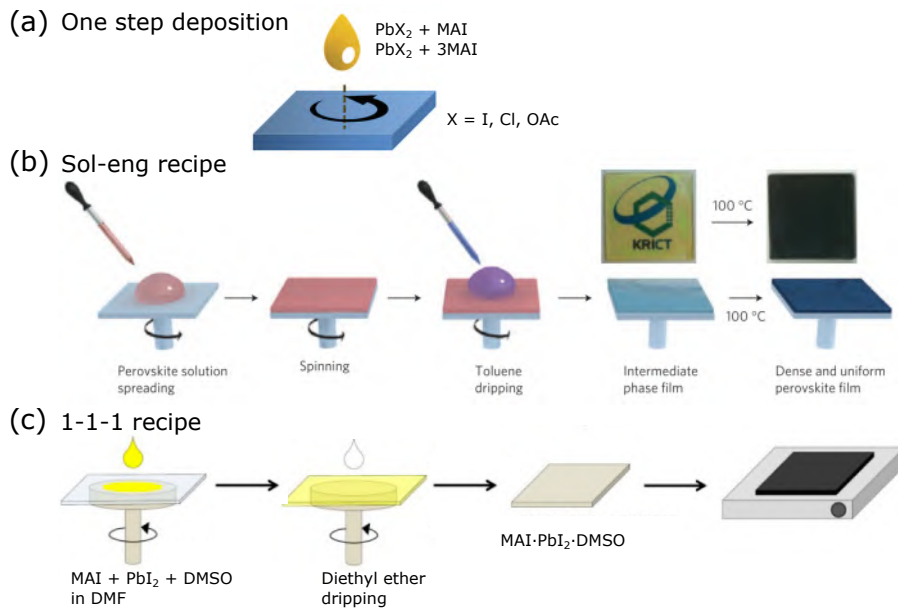 (a) One step deposition
PbX₂ + MAI
PbX₂ + 3MAI
X = I, Cl, OAc
(b) Sol-eng recipe
KRICT
100 °C
100 °C
Perovskite solution
spreading
Spinning
Toluene
dripping
Intermediate
phase film
Dense and uniform
perovskite film
(c) 1-1-1 recipe
MAI + PbI₂ + DMSO
in DMF
Diethyl ether
dripping
MAI·PbI₂·DMSO